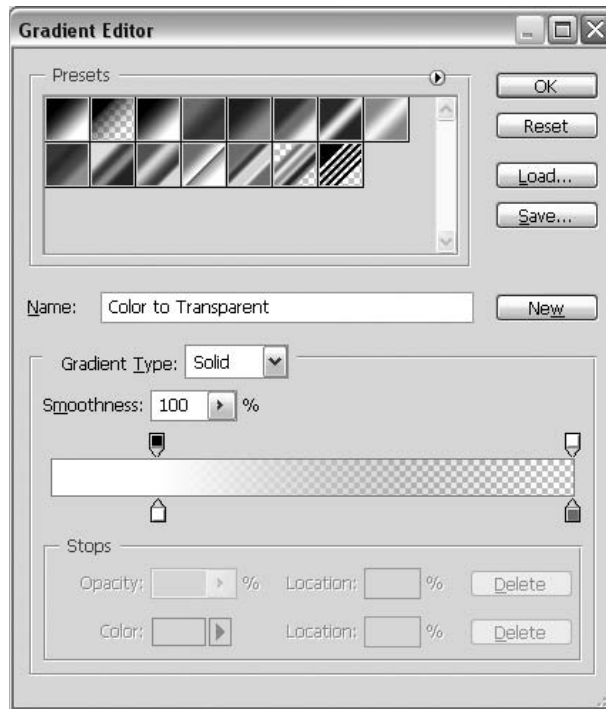 Gradient Editor
Presets
OK
Reset
Load...
Save...
Name: Color to Transparent
New
Gradient Type: Solid
Smoothness: 100 %
Stops
Opacity: % Location: % Delete
Color: Location: % Delete